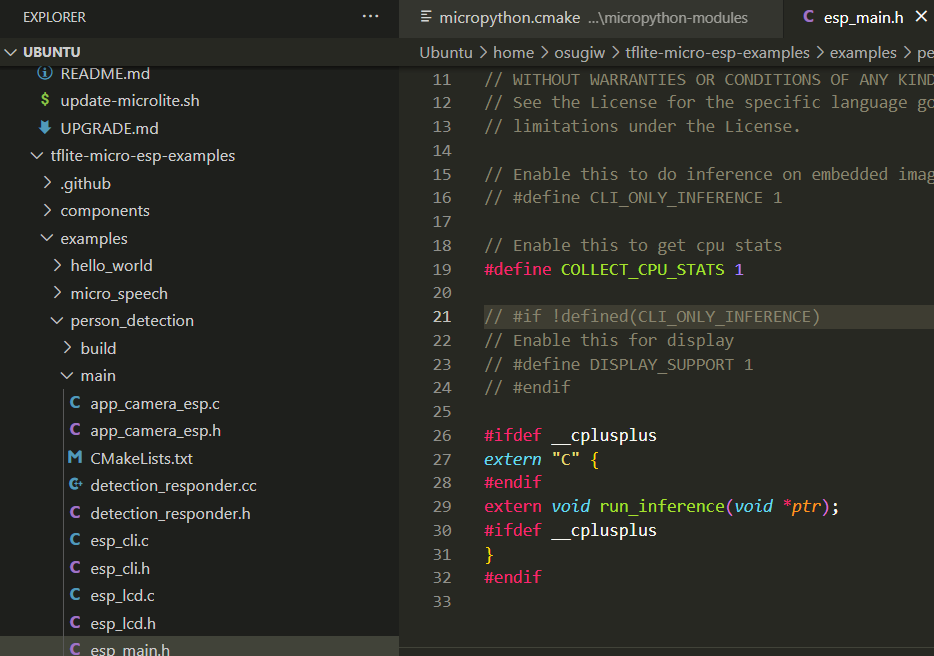 EXPLORER
UBUNTU
README.md
$ update-microlite.sh
UPGRADE.md
tflite-micro-esp-examples
.github
components
examples
hello_world
micro_speech
person_detection
build
main
C app_camera_esp.c
C app_camera_esp.h
M CMakeLists.txt
C+ detection_responder.cc
C detection_responder.h
C esp_cli.c
C esp_cli.h
C esp_lcd.c
C esp_lcd.h
C esp_main.h
micropython.cmake ...\micropython-modules
C esp_main.h
Ubuntu > home > osugiw > tflite-micro-esp-examples > examples > pe
11 // WITHOUT WARRANTIES OR CONDITIONS OF ANY KIND
12 // See the License for the specific language go
13 // limitations under the License.
14
15 // Enable this to do inference on embedded imag
16 // #define CLI_ONLY_INFERENCE 1
17
18 // Enable this to get cpu stats
19 #define COLLECT_CPU_STATS 1
20
21 // #if !defined(CLI_ONLY_INFERENCE)
22 // Enable this for display
23 // #define DISPLAY_SUPPORT 1
24 // #endif
25
26 #ifdef __cplusplus
27 extern "C" {
28 #endif
29 extern void run_inference(void *ptr);
30 #ifdef __cplusplus
31 }
32 #endif
33